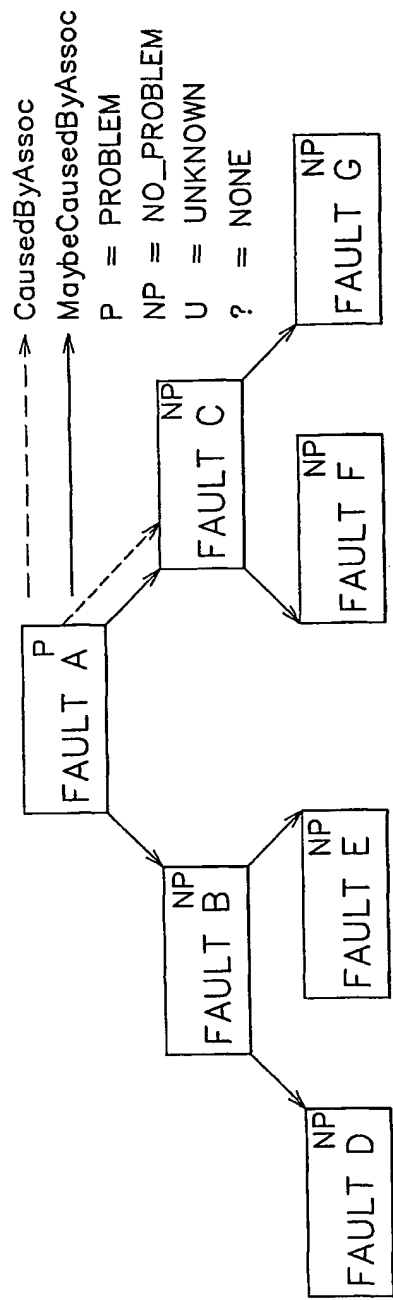 CausedByAssoc
MaybeCausedByAssoc
P = PROBLEM
NP = NO_PROBLEM
U = UNKNOWN
? = NONE
P
FAULT A
NP
FAULT B
NP
FAULT C
NP
FAULT D
NP
FAULT E
NP
FAULT F
NP
FAULT G